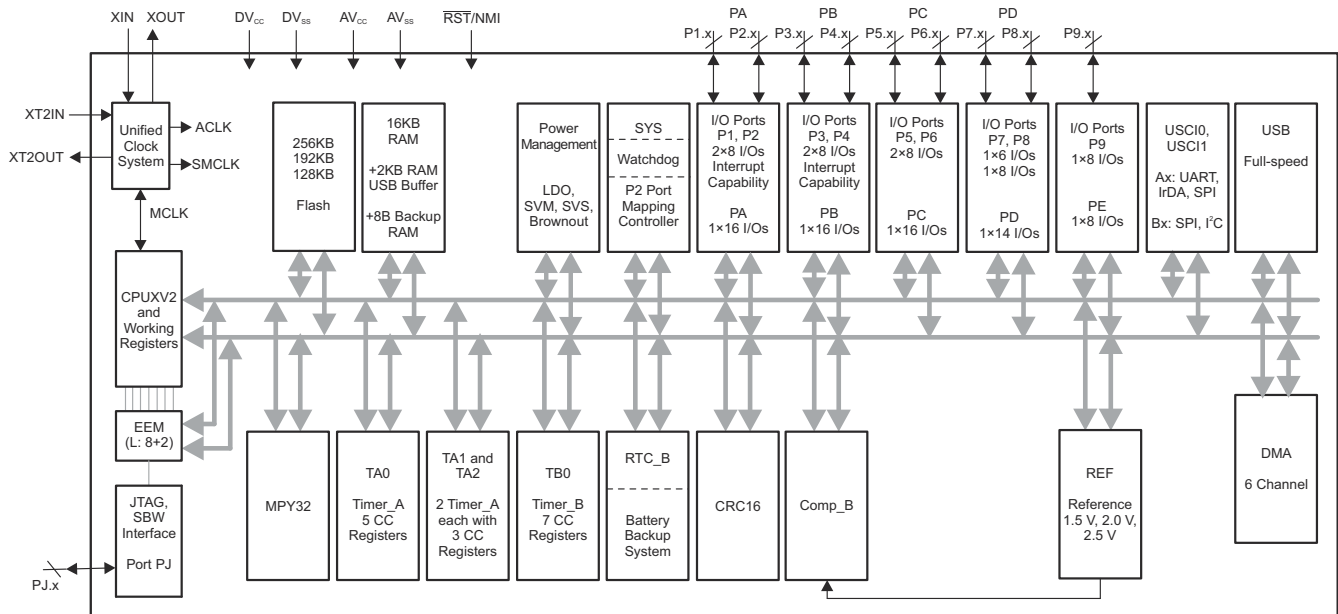 XIN XOUT DVCC DVSS AVCC AVSS RST/NMI PA PB PC PD
P1.x P2.x P3.x P4.x P5.x P6.x P7.x P8.x P9.x
XT2IN
XT2OUT
Unified
Clock
System
ACLK
SMCLK
MCLK
256KB
192KB
128KB
Flash
16KB
RAM
+2KB RAM
USB Buffer
+8B Backup
RAM
Power
Management
LDO,
SVM, SVS,
Brownout
SYS
Watchdog
P2 Port
Mapping
Controller
I/O Ports
P1, P2
2×8 I/Os
Interrupt
Capability
PA
1×16 I/Os
I/O Ports
P3, P4
2×8 I/Os
Interrupt
Capability
PB
1×16 I/Os
I/O Ports
P5, P6
2×8 I/Os
PC
1×16 I/Os
I/O Ports
P7, P8
1×6 I/Os
1×8 I/Os
PD
1×14 I/Os
I/O Ports
P9
1×8 I/Os
PE
1×8 I/Os
USCI0,
USCI1
Ax: UART,
IrDA, SPI
Bx: SPI, I²C
USB
Full-speed
CPUXV2
and
Working
Registers
EEM
(L: 8+2)
JTAG,
SBW
Interface
Port PJ
PJ.x
MPY32
TA0
Timer_A
5 CC
Registers
TA1 and
TA2
2 Timer_A
each with
3 CC
Registers
TB0
Timer_B
7 CC
Registers
RTC_B
Battery
Backup
System
CRC16
Comp_B
REF
Reference
1.5 V, 2.0 V,
2.5 V
DMA
6 Channel